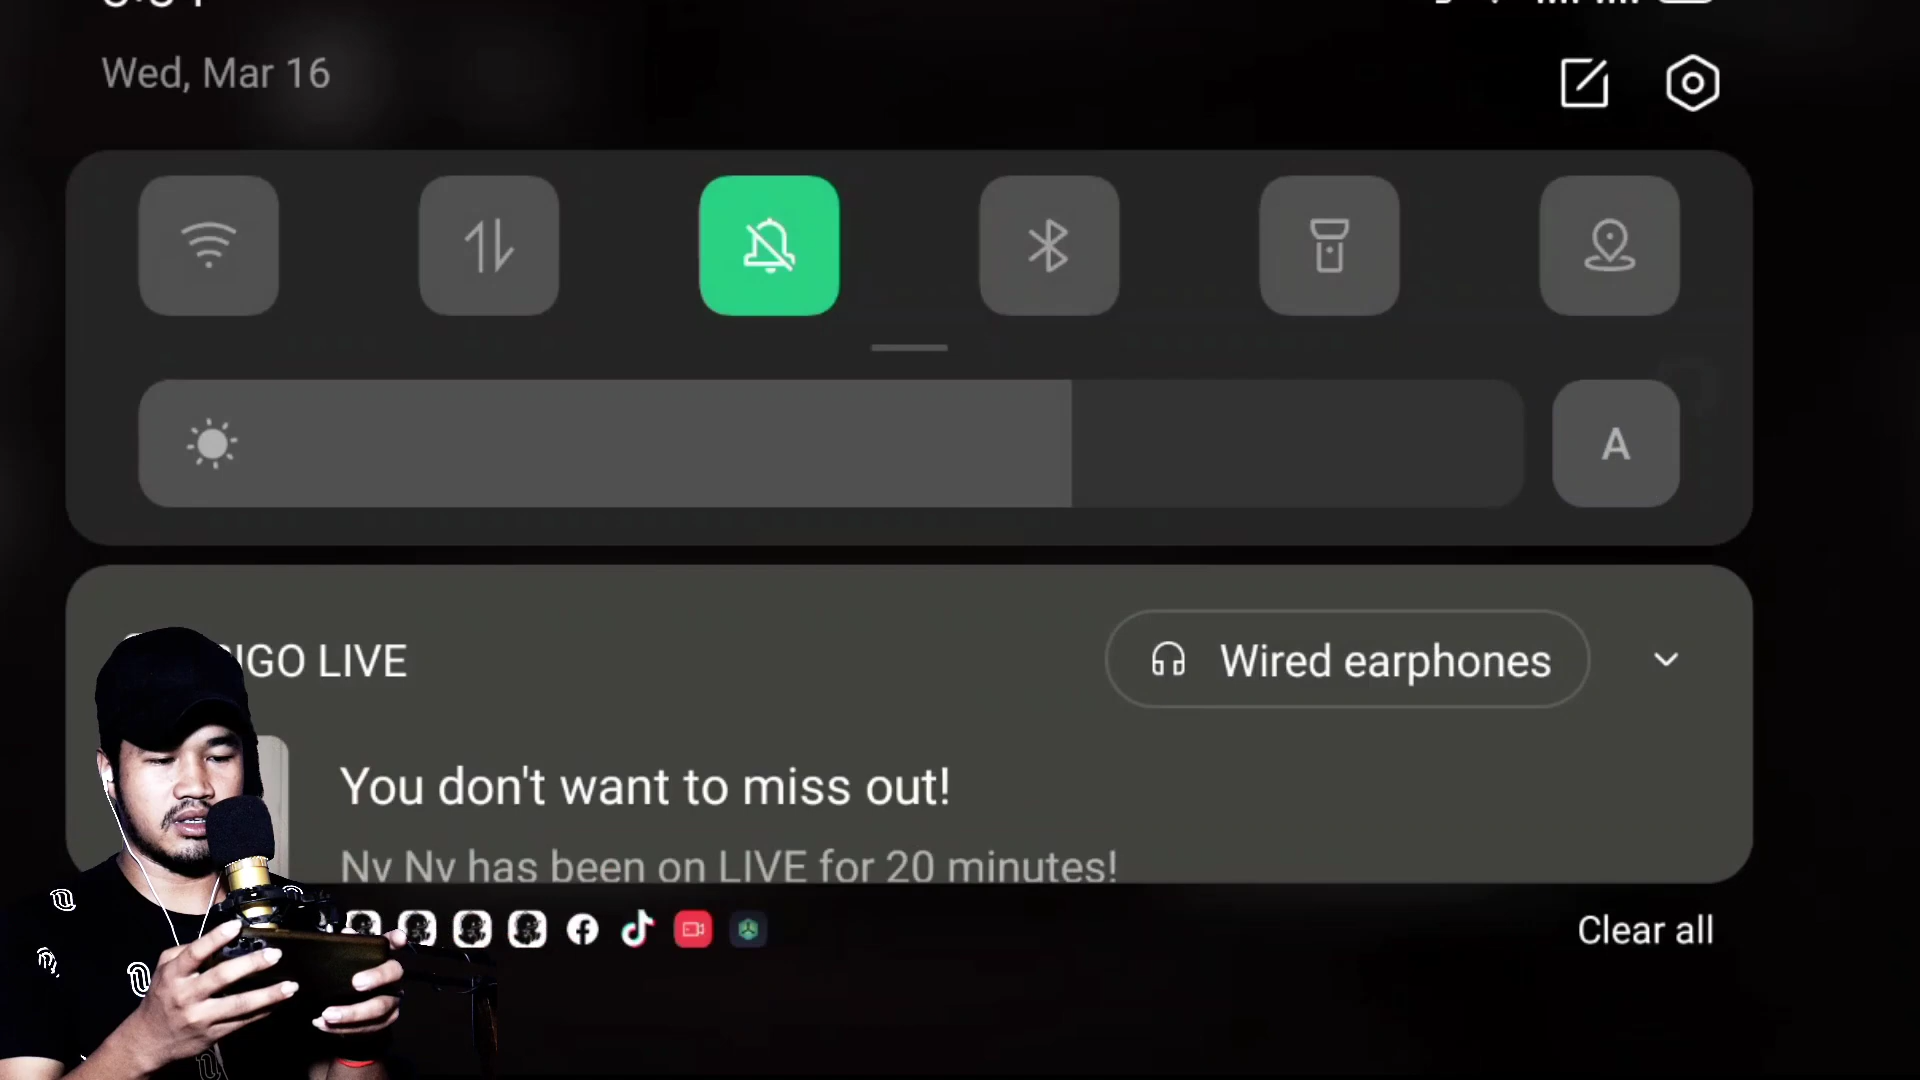 Wed, Mar 16
A
IGO LIVE
Wired earphones
You don't want to miss out!
Nv Nv has been on LIVE for 20 minutes!
Clear all